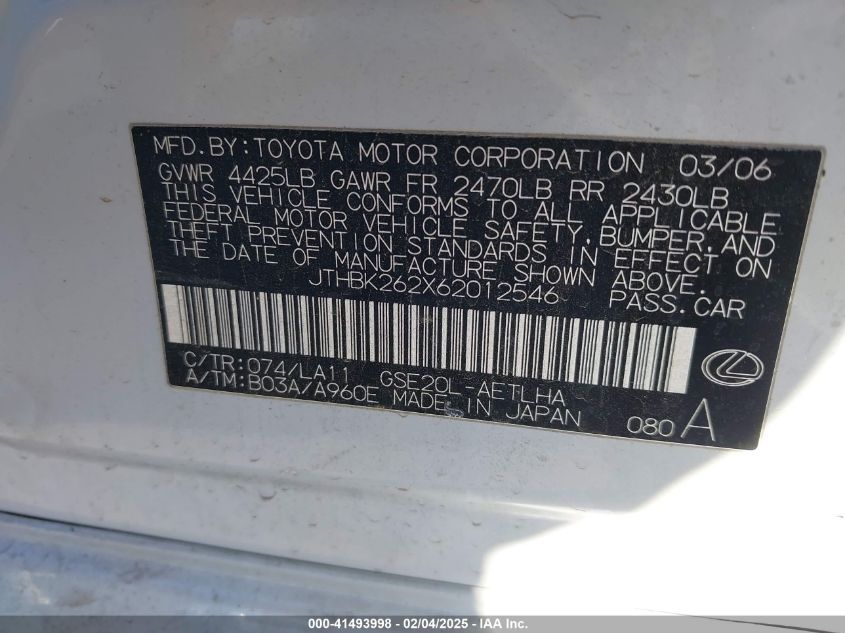 MFD.BY:TOYOTA MOTOR CORPORATION 03/06
GVWR 4425LB GAWR FR 2470LB RR 2430LB
THIS VEHICLE CONFORMS TO ALL APPLICABLE
FEDERAL MOTOR VEHICLE SAFETY,BUMPER,AND
THEFT PREVENTION STANDARDS IN EFFECT ON
THE DATE OF MANUFACTURE SHOWN ABOVE.
JTHBK262X62012546 PASS.CAR
C/TR:074/LA11 GSE20L-AETLHA
A/TM:B03A/A960E MADE IN JAPAN 080 A
000-41493998 - 02/04/2025 - IAA Inc.